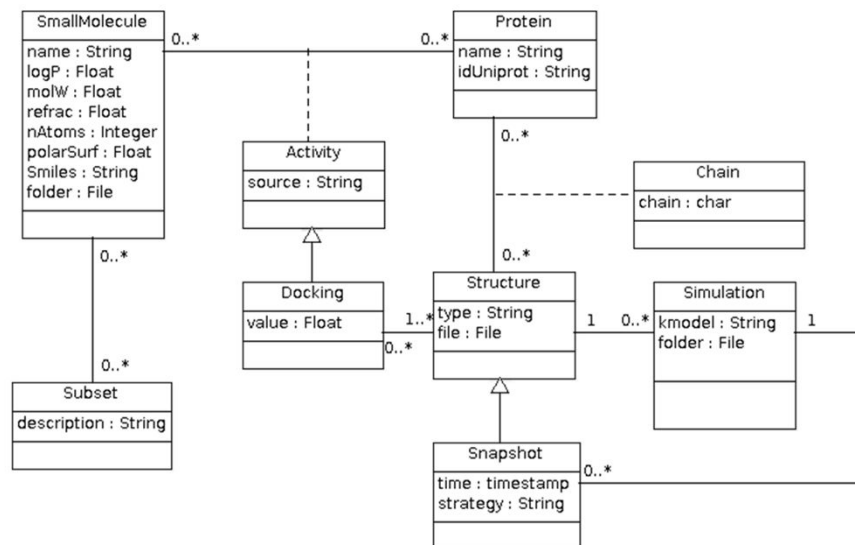 SmallMolecule
name : String
logP : Float
molW : Float
refrac : Float
nAtoms : Integer
polarSurf : Float
Smiles : String
folder : File
0..*
0..*
Protein
name : String
idUniprot : String
0..*
Activity
source : String
Chain
chain : char
0..*
0..*
Docking
value : Float
1..*
0..*
Structure
type : String
file : File
1
0..*
Simulation
kmodel : String
folder : File
1
0..*
Subset
description : String
Snapshot
time : timestamp
strategy : String
0..*